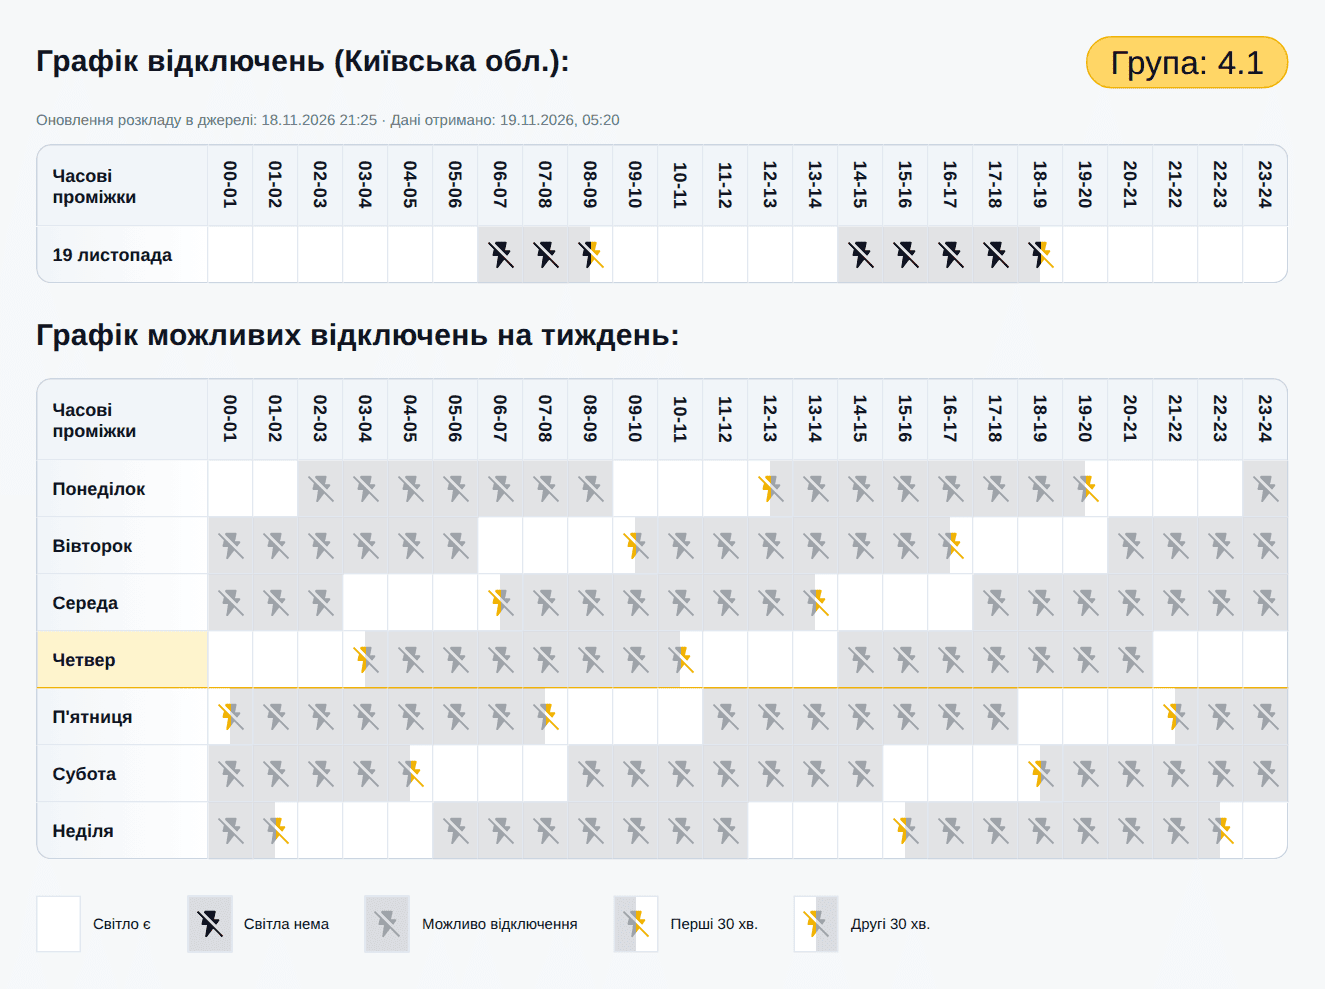 Графік відключень (Київська обл.):
Група: 4.1
Оновлення розкладу в джерелі: 18.11.2026 21:25 · Дані отримано: 19.11.2026, 05:20
Часові проміжки 00-01 01-02 02-03 03-04 04-05 05-06 06-07 07-08 08-09 09-10 10-11 11-12 12-13 13-14 14-15 15-16 16-17 17-18 18-19 19-20 20-21 21-22 22-23 23-24
19 листопада
Графік можливих відключень на тиждень:
Часові проміжки 00-01 01-02 02-03 03-04 04-05 05-06 06-07 07-08 08-09 09-10 10-11 11-12 12-13 13-14 14-15 15-16 16-17 17-18 18-19 19-20 20-21 21-22 22-23 23-24
Понеділок
Вівторок
Середа
Четвер
П'ятниця
Субота
Неділя
Світло є Світла нема Можливо відключення Перші 30 хв. Другі 30 хв.